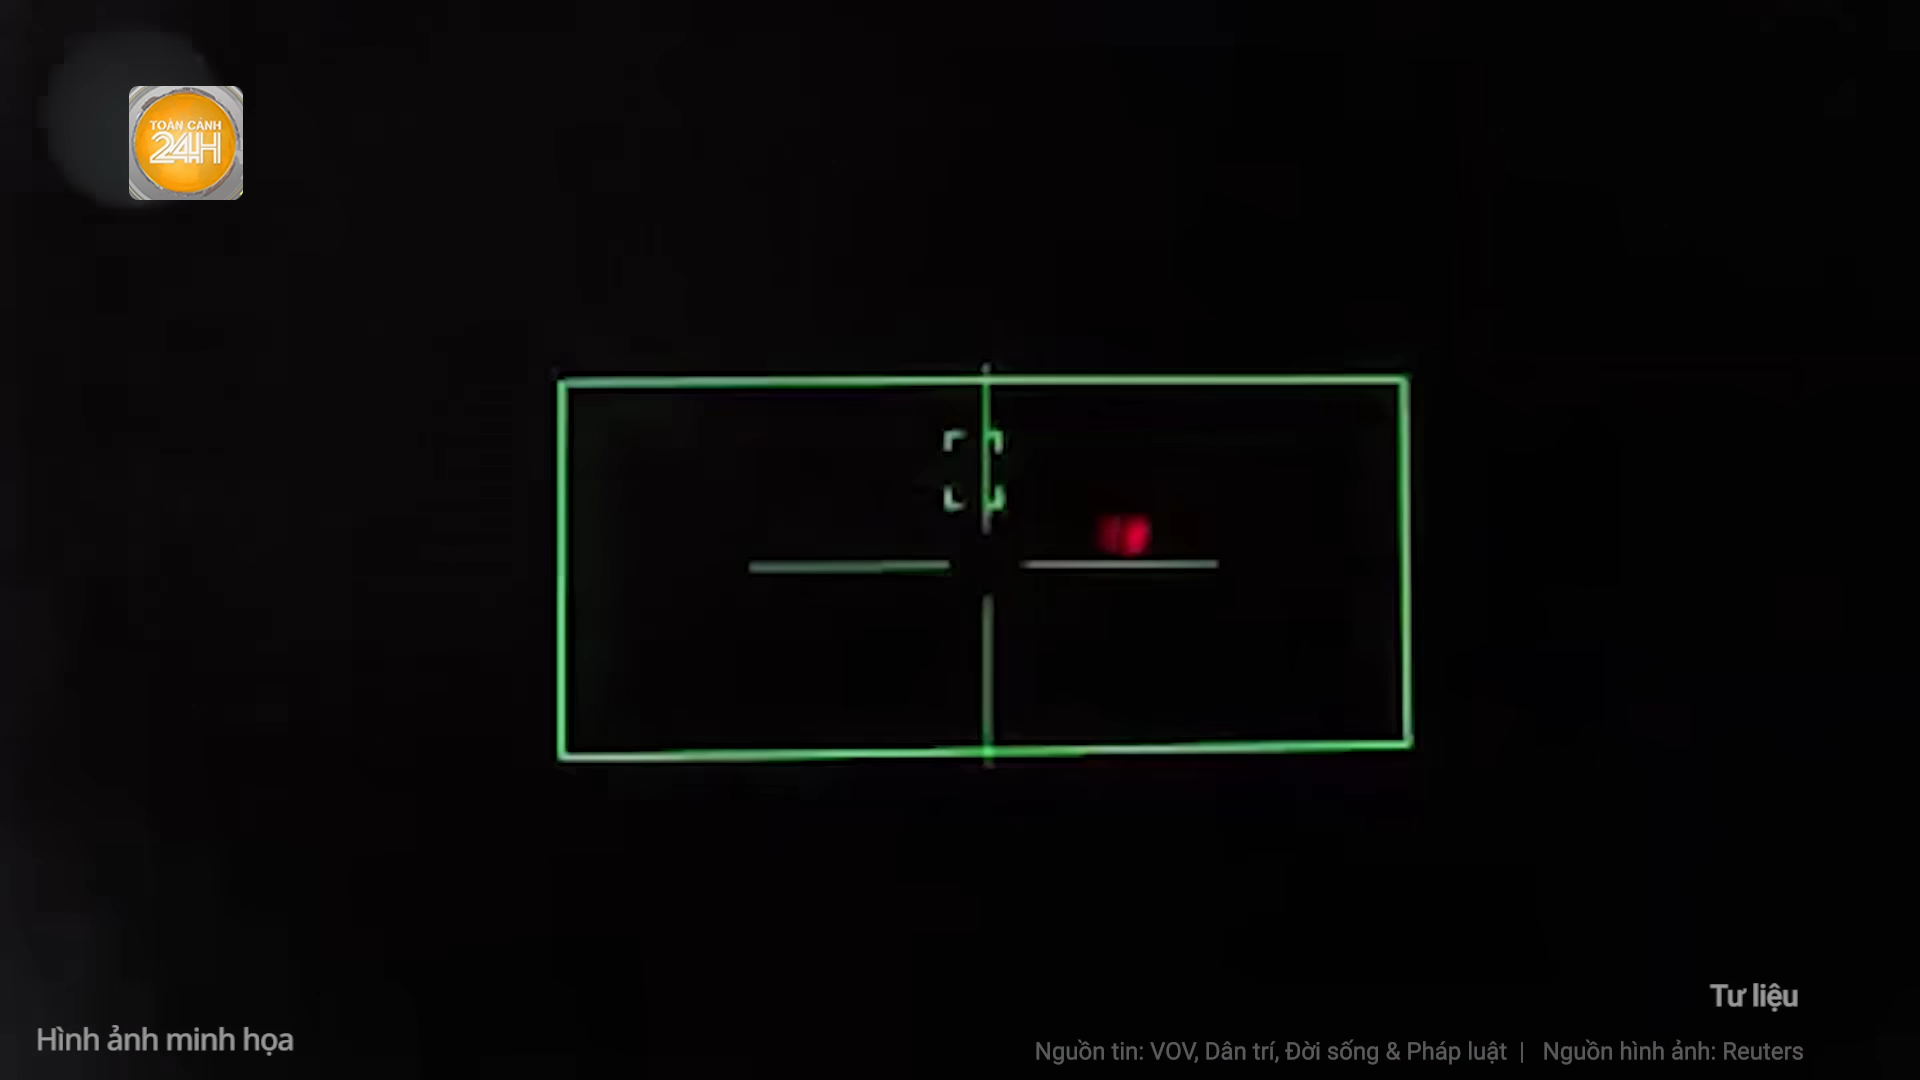 TOÀN CẢNH
24H
Tư liệu
Hình ảnh minh họa
Nguồn tin: VOV, Dân trí, Đời sống & Pháp luật | Nguồn hình ảnh: Reuters